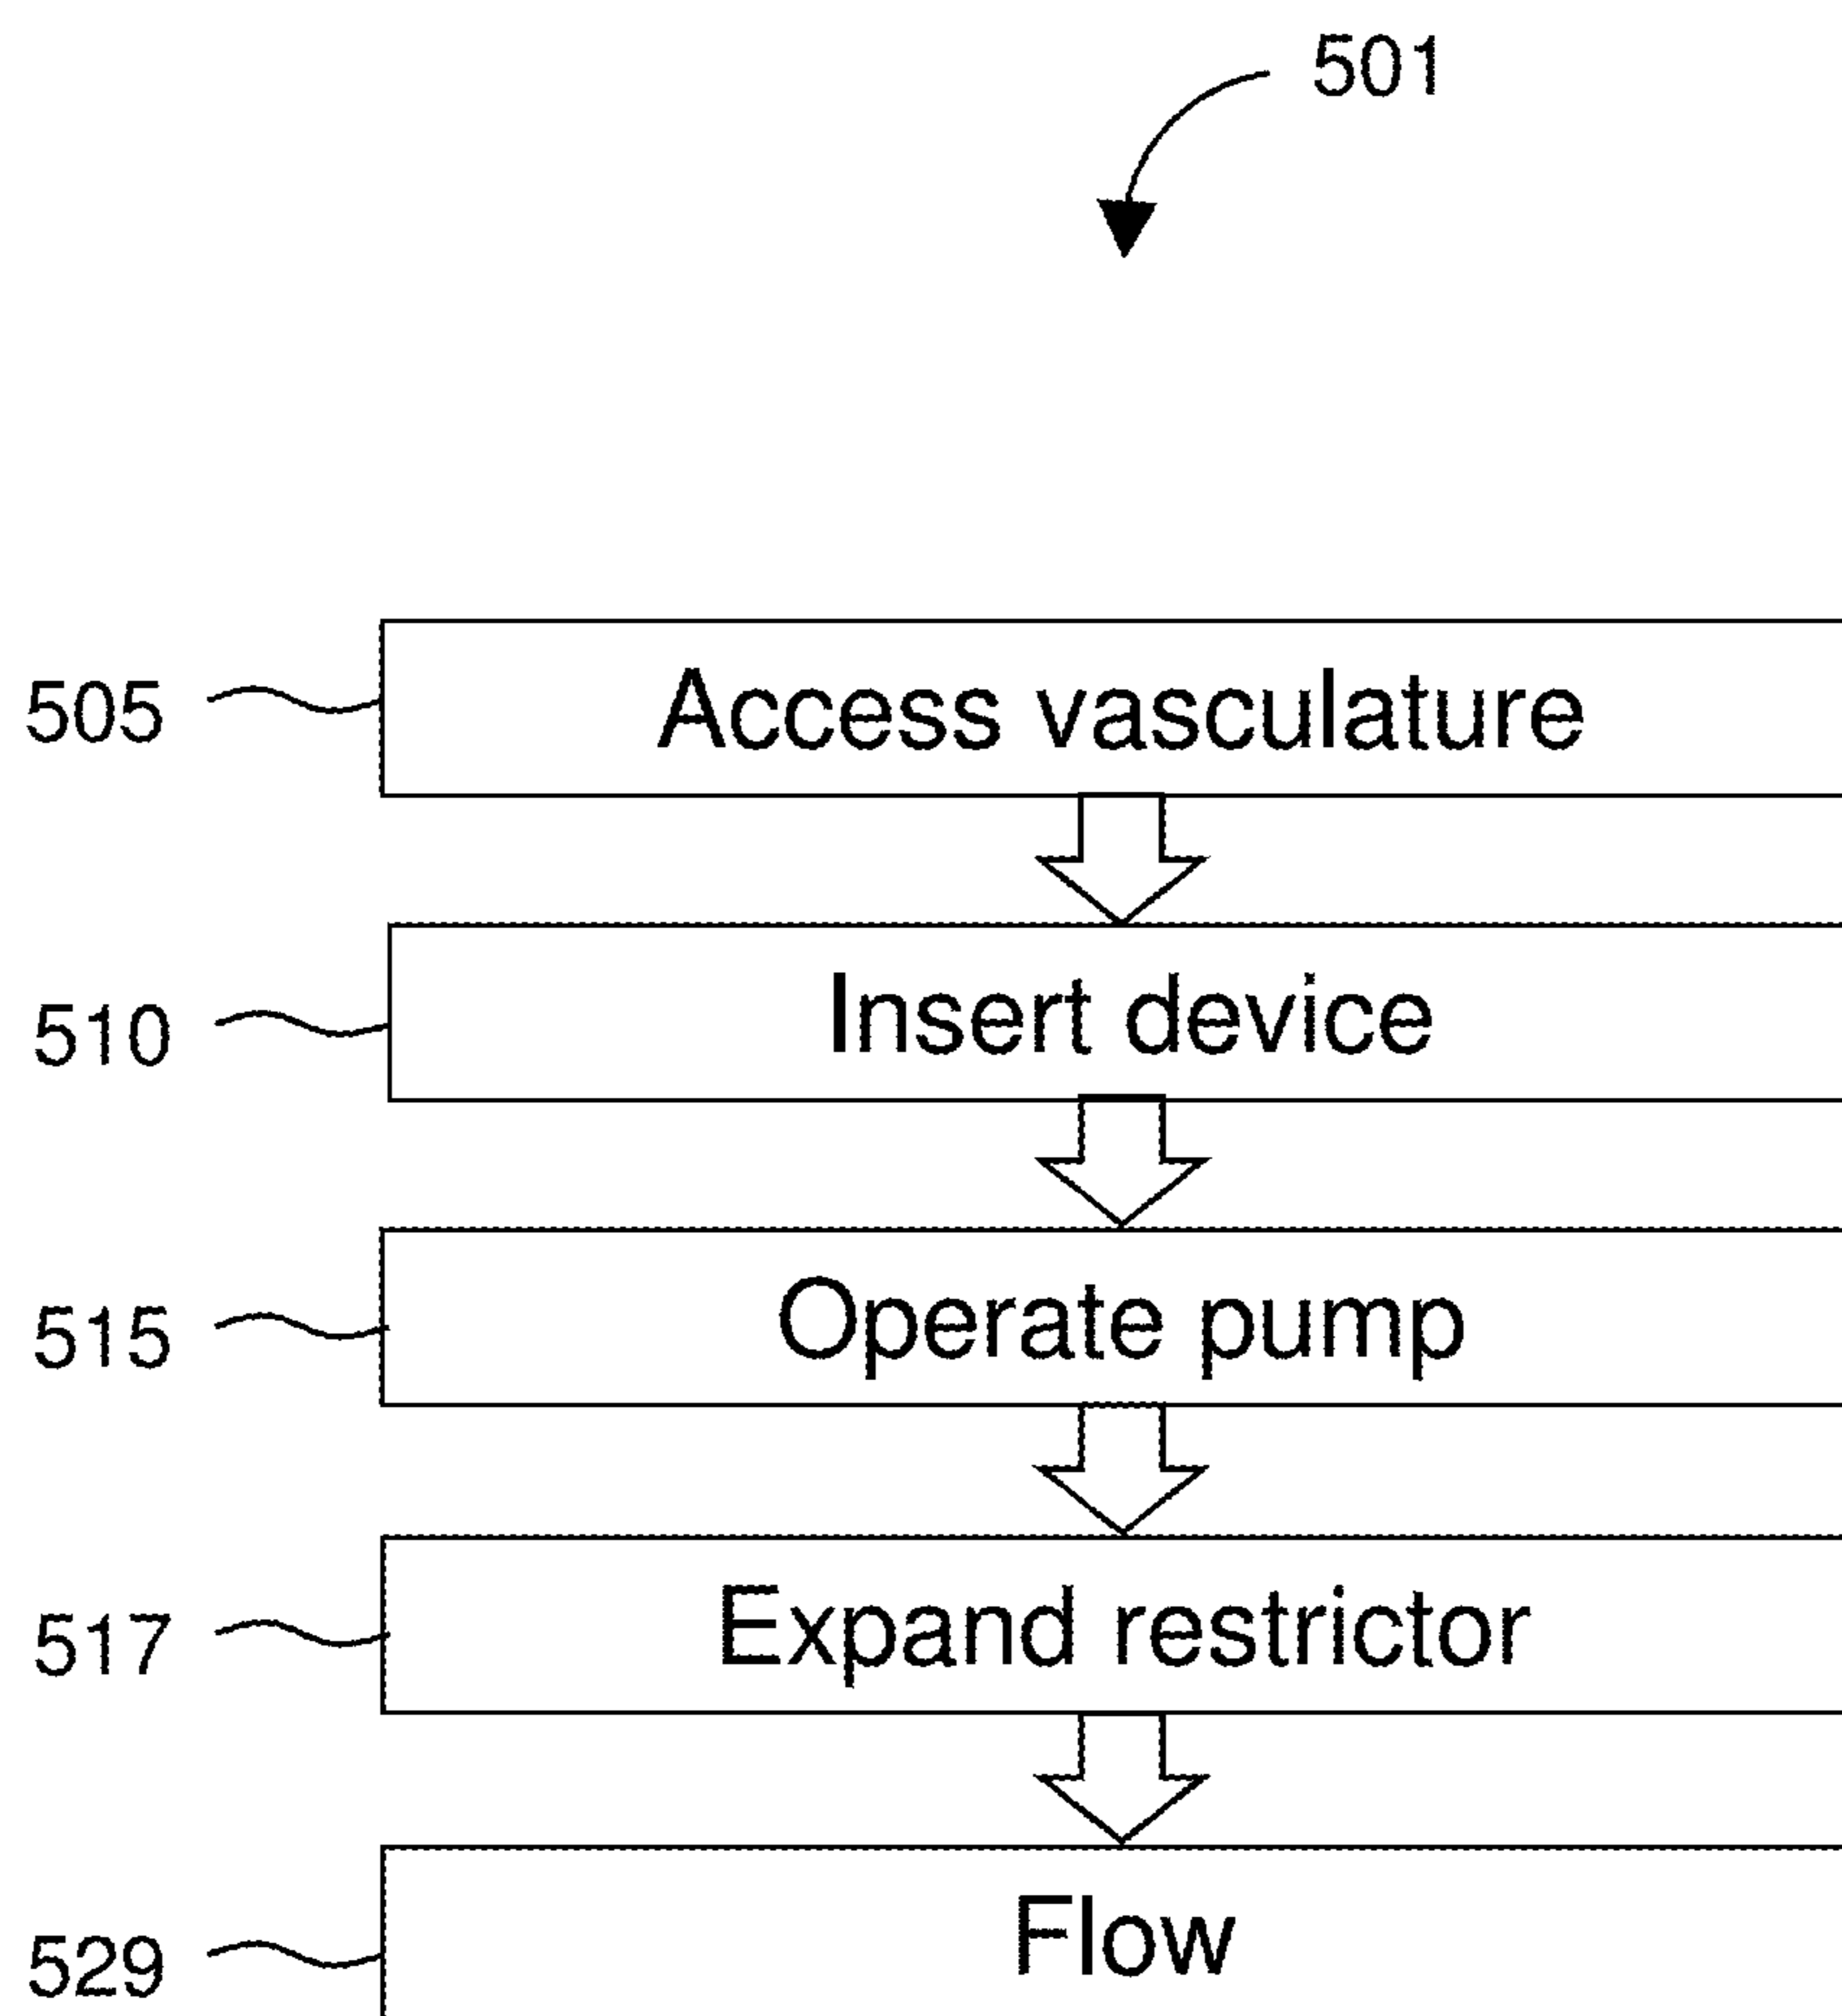 501
505 Access vasculature
510 Insert device
515 Operate pump
517 Expand restrictor
529 Flow